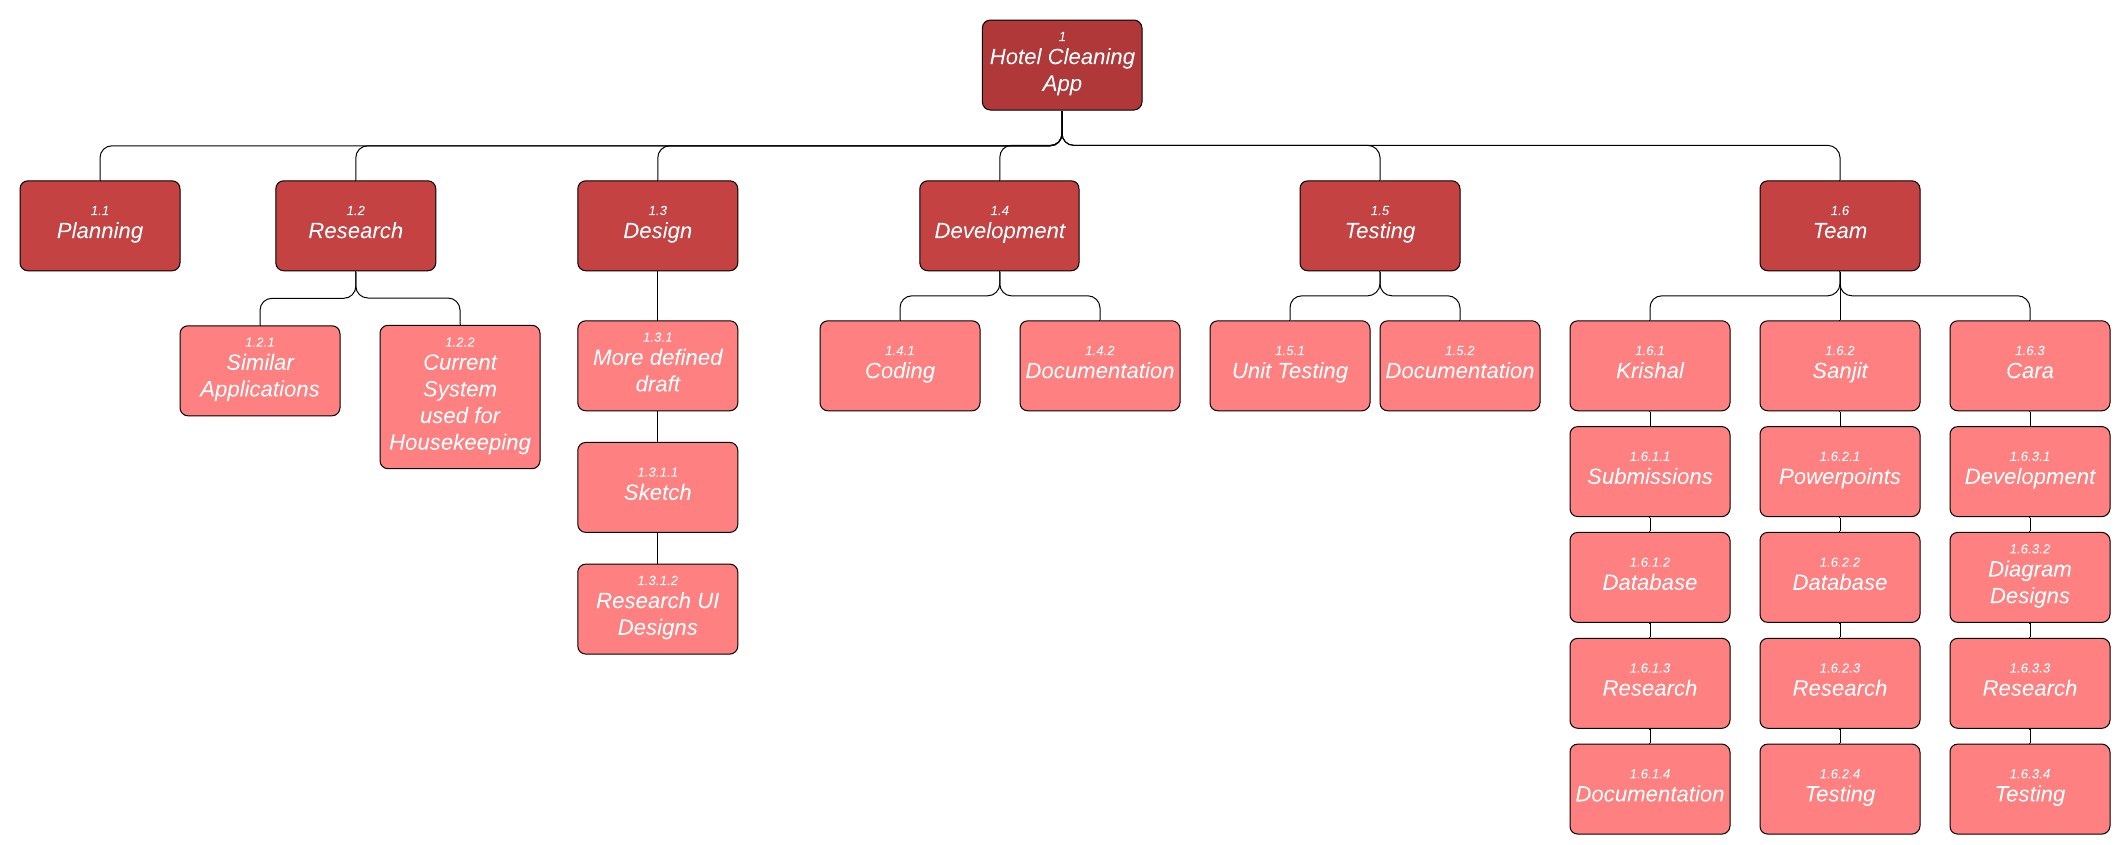 1
Hotel Cleaning
App
1.1
Planning
1.2
Research
1.3
Design
1.4
Development
1.5
Testing
1.6
Team
1.2.1
Similar
Applications
1.2.2
Current
System
used for
Housekeeping
1.3.1
More defined
draft
1.3.1.1
Sketch
1.3.1.2
Research UI
Designs
1.4.1
Coding
1.4.2
Documentation
1.5.1
Unit Testing
1.5.2
Documentation
1.6.1
Krishal
1.6.1.1
Submissions
1.6.1.2
Database
1.6.1.3
Research
1.6.1.4
Documentation
1.6.2
Sanjit
1.6.2.1
Powerpoints
1.6.2.2
Database
1.6.2.3
Research
1.6.2.4
Testing
1.6.3
Cara
1.6.3.1
Development
1.6.3.2
Diagram
Designs
1.6.3.3
Research
1.6.3.4
Testing